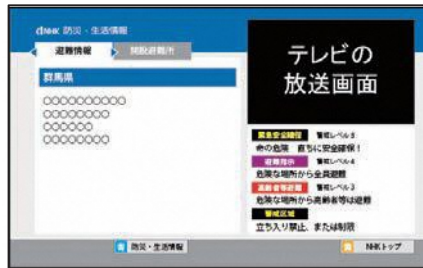 dNHK 防災・生活情報
避難情報
開設避難所
群馬県
○○○○○○○○○○
○○○○○○○○
○○○○○○
○○○○○○○○
テレビの
放送画面
緊急安全確保 警戒レベル5
命の危険 直ちに安全確保!
避難指示 警戒レベル4
危険な場所から全員避難
高齢者等避難 警戒レベル3
危険な場所から高齢者等は避難
警戒区域
立ち入り禁止、または制限
青 防災・生活情報
黄 NHKトップ